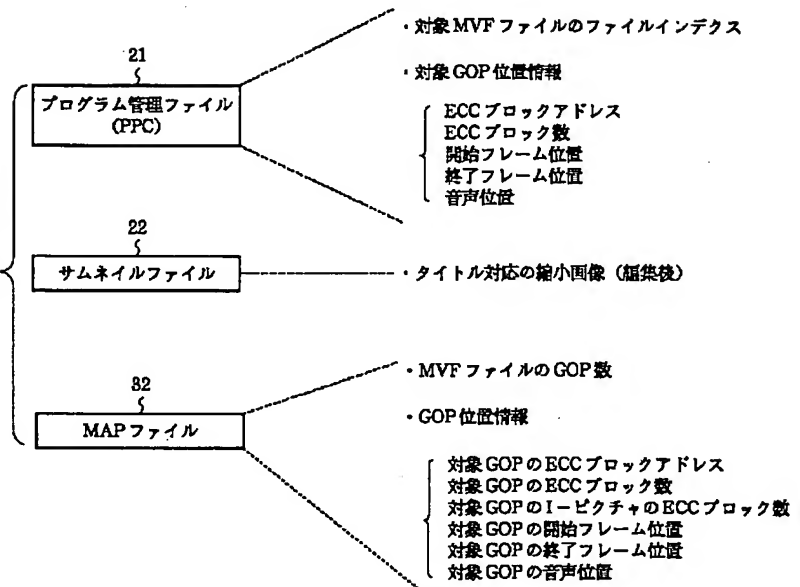 ・対象MVFファイルのファイルインデクス
21
・対象GOP位置情報
プログラム管理ファイル
(PPC)
ECCブロックアドレス
ECCブロック数
開始フレーム位置
終了フレーム位置
音声位置
22
サムネイルファイル
・タイトル対応の縮小画像（編集後）
・MVFファイルのGOP数
32
・GOP位置情報
MAPファイル
対象GOPのECCブロックアドレス
対象GOPのECCブロック数
対象GOPのI－ピクチャのECCブロック数
対象GOPの開始フレーム位置
対象GOPの終了フレーム位置
対象GOPの音声位置